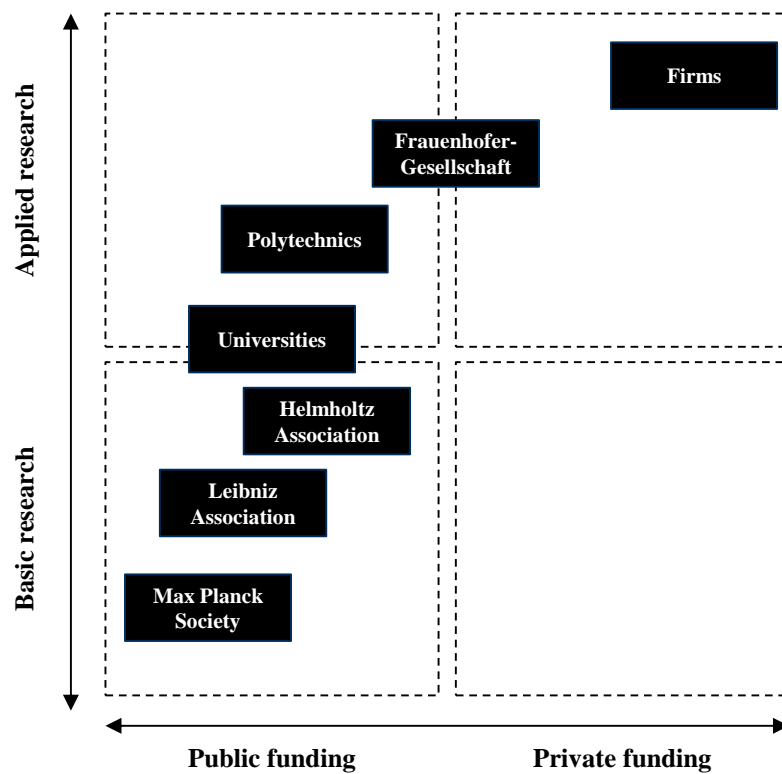 Applied research
Basic research
Firms
Frauenhofer-
Gesellschaft
Polytechnics
Universities
Helmholtz
Association
Leibniz
Association
Max Planck
Society
Public funding
Private funding